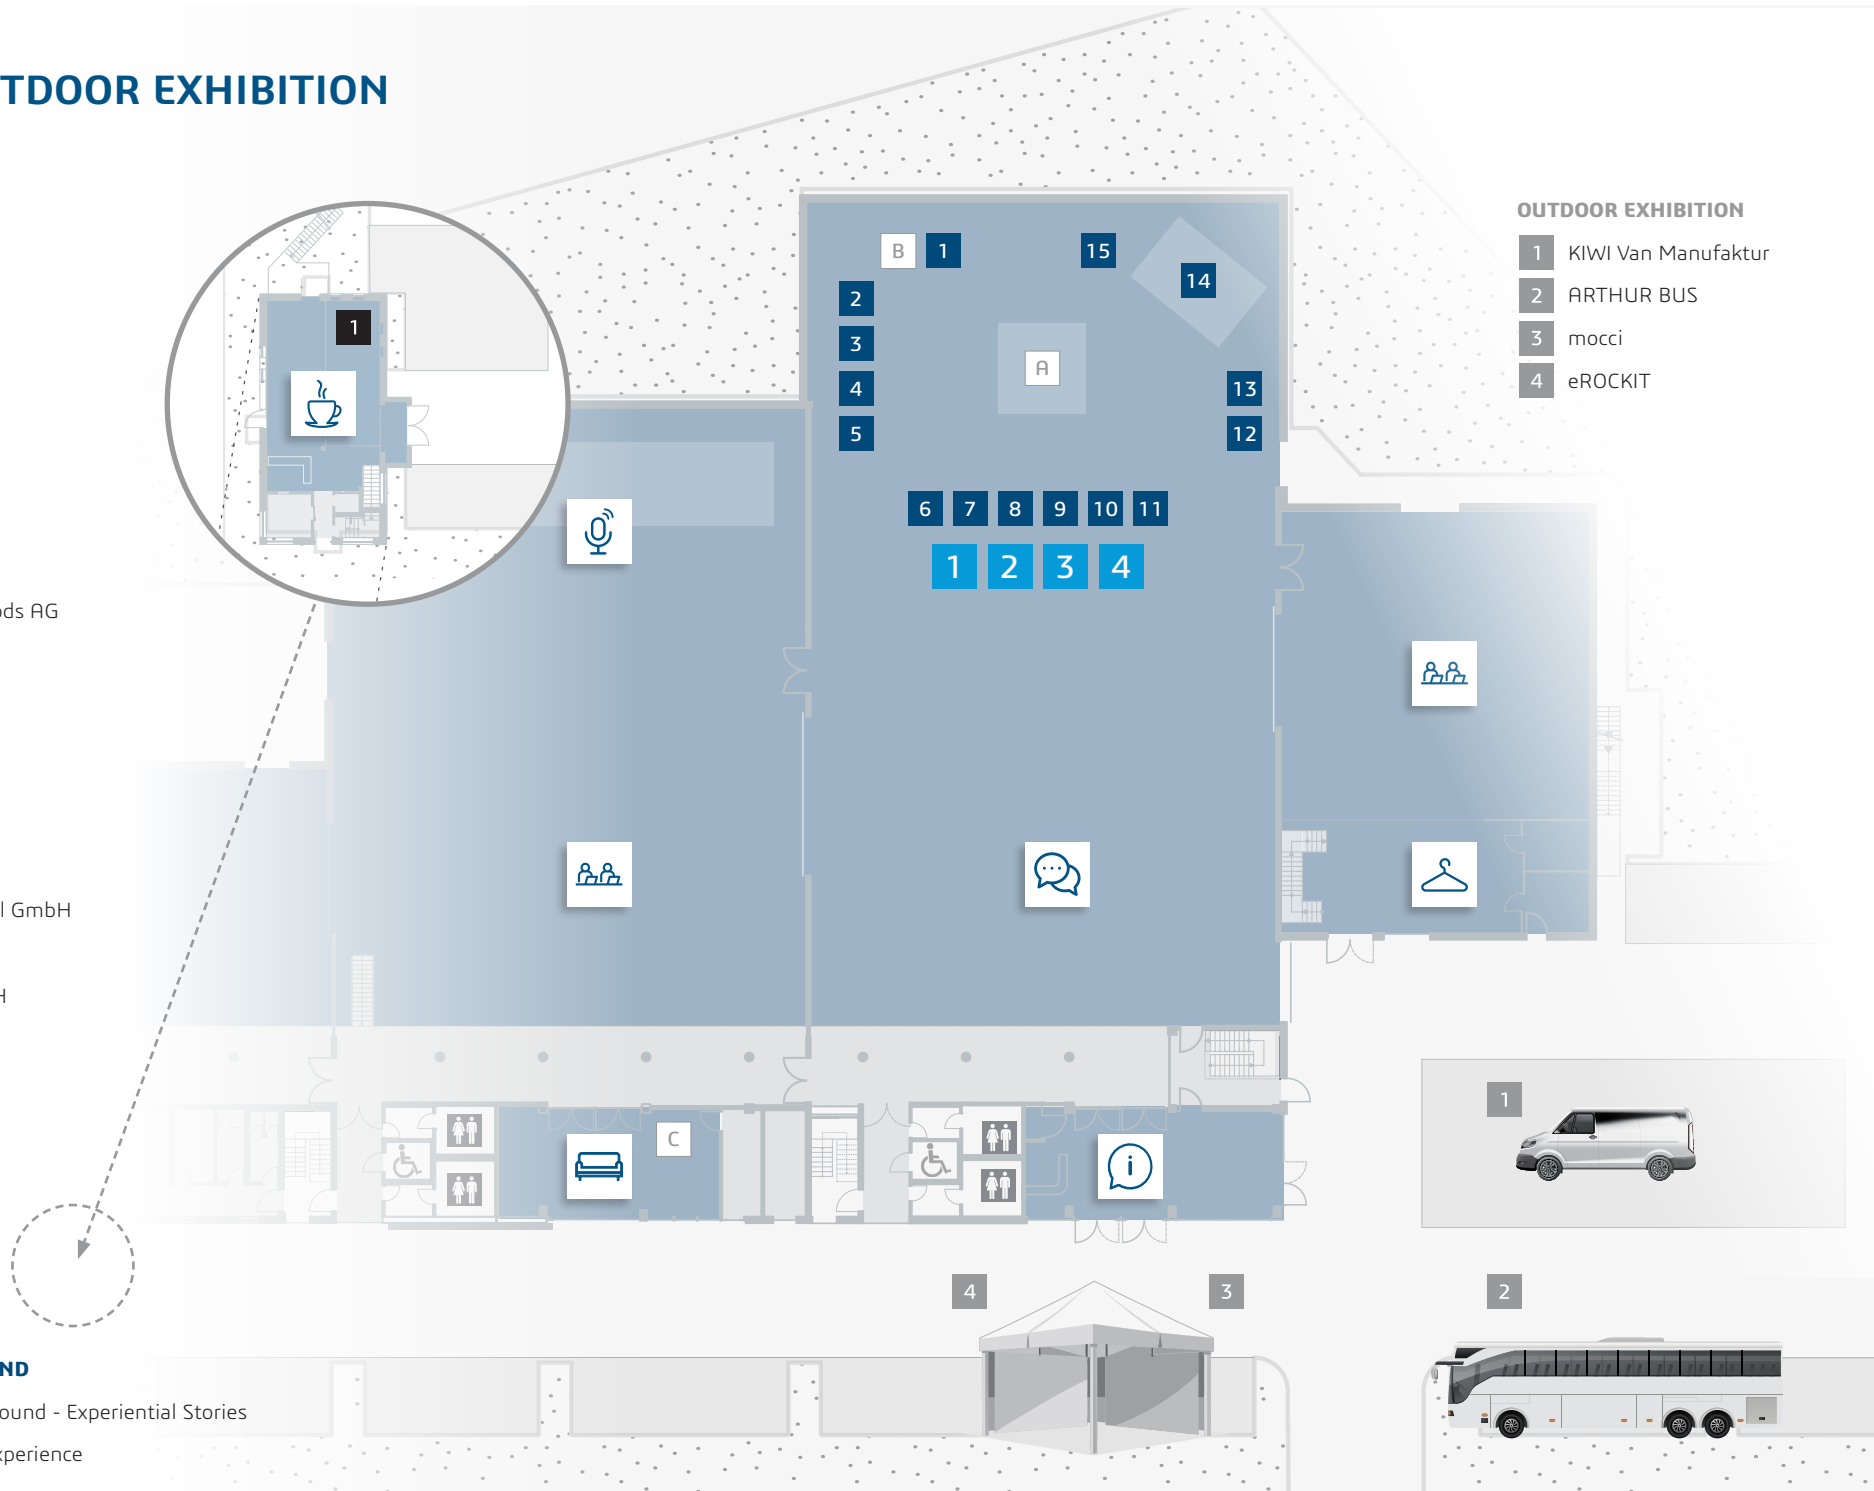 TDOOR EXHIBITION
OUTDOOR EXHIBITION
1 KIWI Van Manufaktur
2 ARTHUR BUS
3 mocci
4 eROCKIT
B 1 15
14
2
1
3
A
4 13
5 12
6 7 8 9 10 11
1 2 3 4
ods AG
l GmbH
H
C
i
1
4 3 2
ND
ound - Experiential Stories
xperience